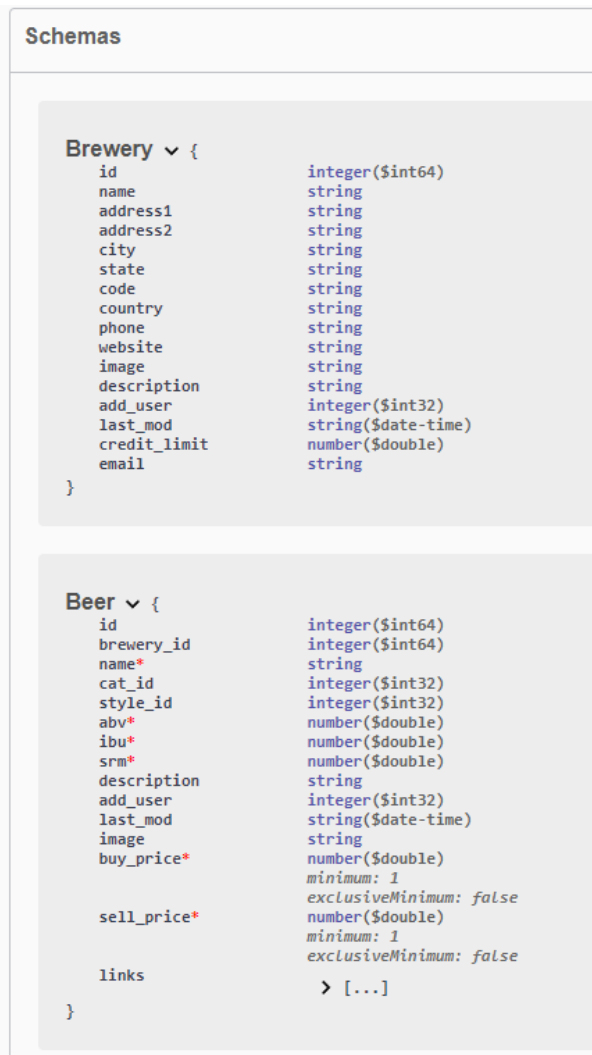 Schemas
Brewery {
id integer($int64)
name string
address1 string
address2 string
city string
state string
code string
country string
phone string
website string
image string
description string
add_user integer($int32)
last_mod string($date-time)
credit_limit number($double)
email string
}
Beer {
id integer($int64)
brewery_id integer($int64)
name* string
cat_id integer($int32)
style_id integer($int32)
abv* number($double)
ibu* number($double)
srm* number($double)
description string
add_user integer($int32)
last_mod string($date-time)
image string
buy_price* number($double)
minimum: 1
exclusiveMinimum: false
sell_price* number($double)
minimum: 1
exclusiveMinimum: false
links > [...]
}